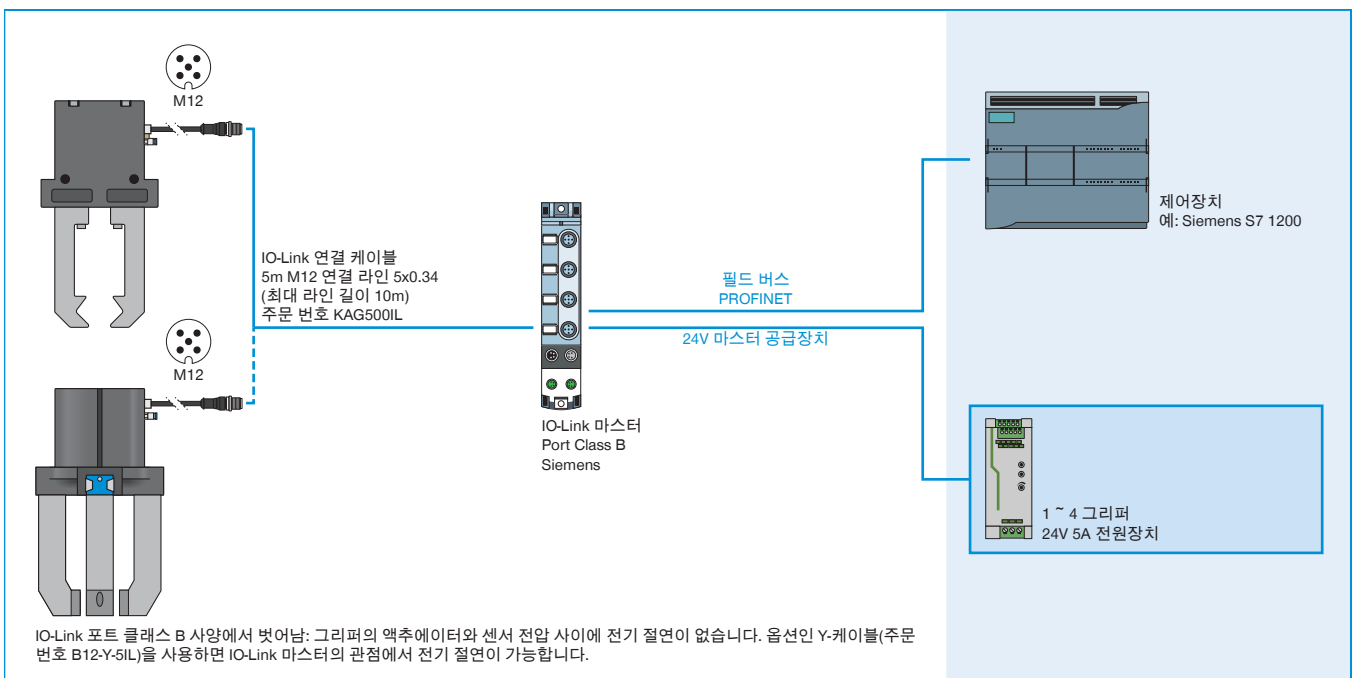 M12
IO-Link 연결 케이블
5m M12 연결 라인 5x0.34
(최대 라인 길이 10m)
주문 번호 KAG500IL
M12
IO-Link 마스터
Port Class B
Siemens
필드 버스
PROFINET
24V 마스터 공급장치
제어장치
예: Siemens S7 1200
1 ~ 4 그리퍼
24V 5A 전원장치
IO-Link 포트 클래스 B 사양에서 벗어남: 그리퍼의 액추에이터와 센서 전압 사이에 전기 절연이 없습니다. 옵션인 Y-케이블(주문
번호 B12-Y-5IL)을 사용하면 IO-Link 마스터의 관점에서 전기 절연이 가능합니다.